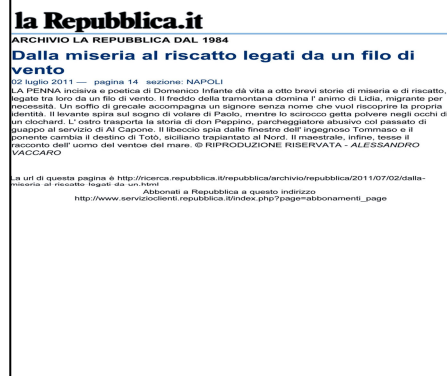 la Repubblica.it
ARCHIVIO LA REPUBBLICA DAL 1984
Dalla miseria al riscatto legati da un filo di
vento
02 luglio 2011 — pagina 14 sezione: NAPOLI
LA PENNA incisiva e poetica di Domenico Infante dà vita a otto brevi storie di miseria e di riscatto,
legate tra loro da un filo di vento. Il freddo della tramontana domina l' animo di Lidia, migrante per
necessità. Un soffio di grecale accompagna un signore senza nome che vuol riscoprire la propria
identità. Il levante spira sul sogno di volare di Paolo, mentre lo scirocco getta polvere negli occhi di
un clochard. L' ostro trasporta la storia di don Peppino, parcheggiatore abusivo col passato di
guappo al servizio di Al Capone. Il libeccio spia dalle finestre dell' ingegnoso Tommaso e il
ponente cambia il destino di Totò, siciliano trapiantato al Nord. Il maestrale, infine, tesse il
racconto dell' uomo del ventoe del mare. © RIPRODUZIONE RISERVATA - ALESSANDRO
VACCARO
La url di questa pagina è http://ricerca.repubblica.it/repubblica/archivio/repubblica/2011/07/02/dalla-
miseria-al-riscatto-legati-da-un.html
Abbonati a Repubblica a questo indirizzo
http://www.servizioclienti.repubblica.it/index.php?page=abbonamenti_page